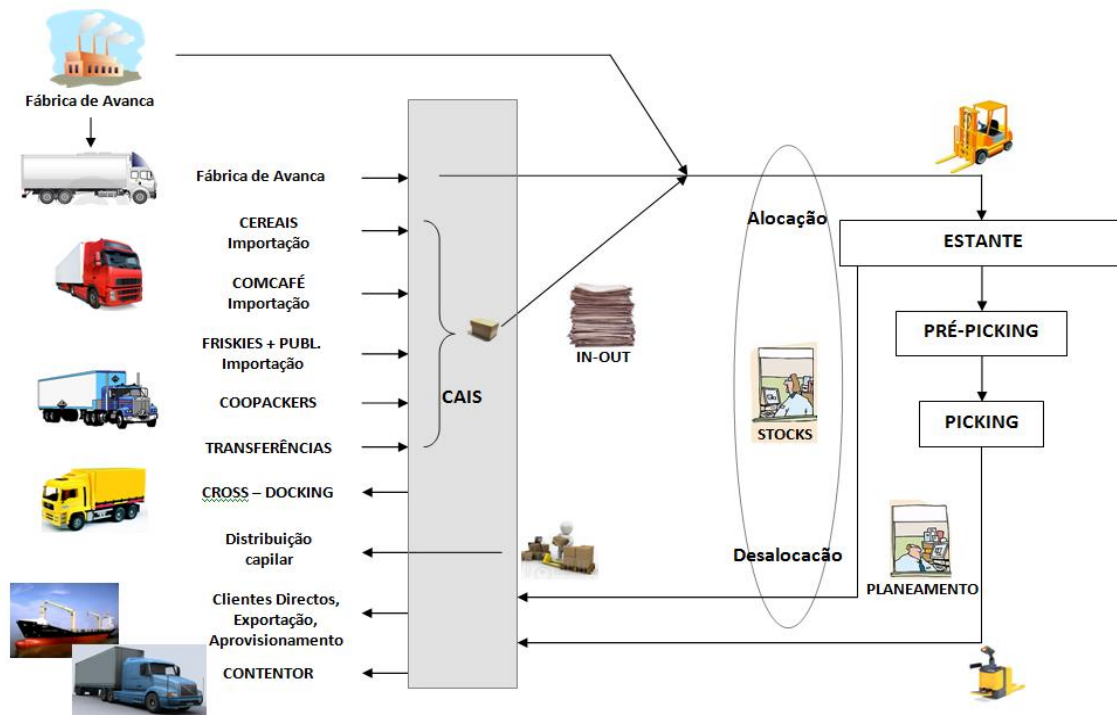 Fábrica de Avanca
Fábrica de Avanca
CEREAIS
Importação
COMCAFÉ
Importação
FRISKIES + PUBL.
Importação
COOPACKERS
TRANSFERÊNCIAS
CROSS – DOCKING
Distribuição
capilar
Clientes Directos,
Exportação,
Aprovisionamento
CONTENTOR
CAIS
IN-OUT
Alocação
STOCKS
Desalocacão
ESTANTE
PRÉ-PICKING
PICKING
PLANEAMENTO